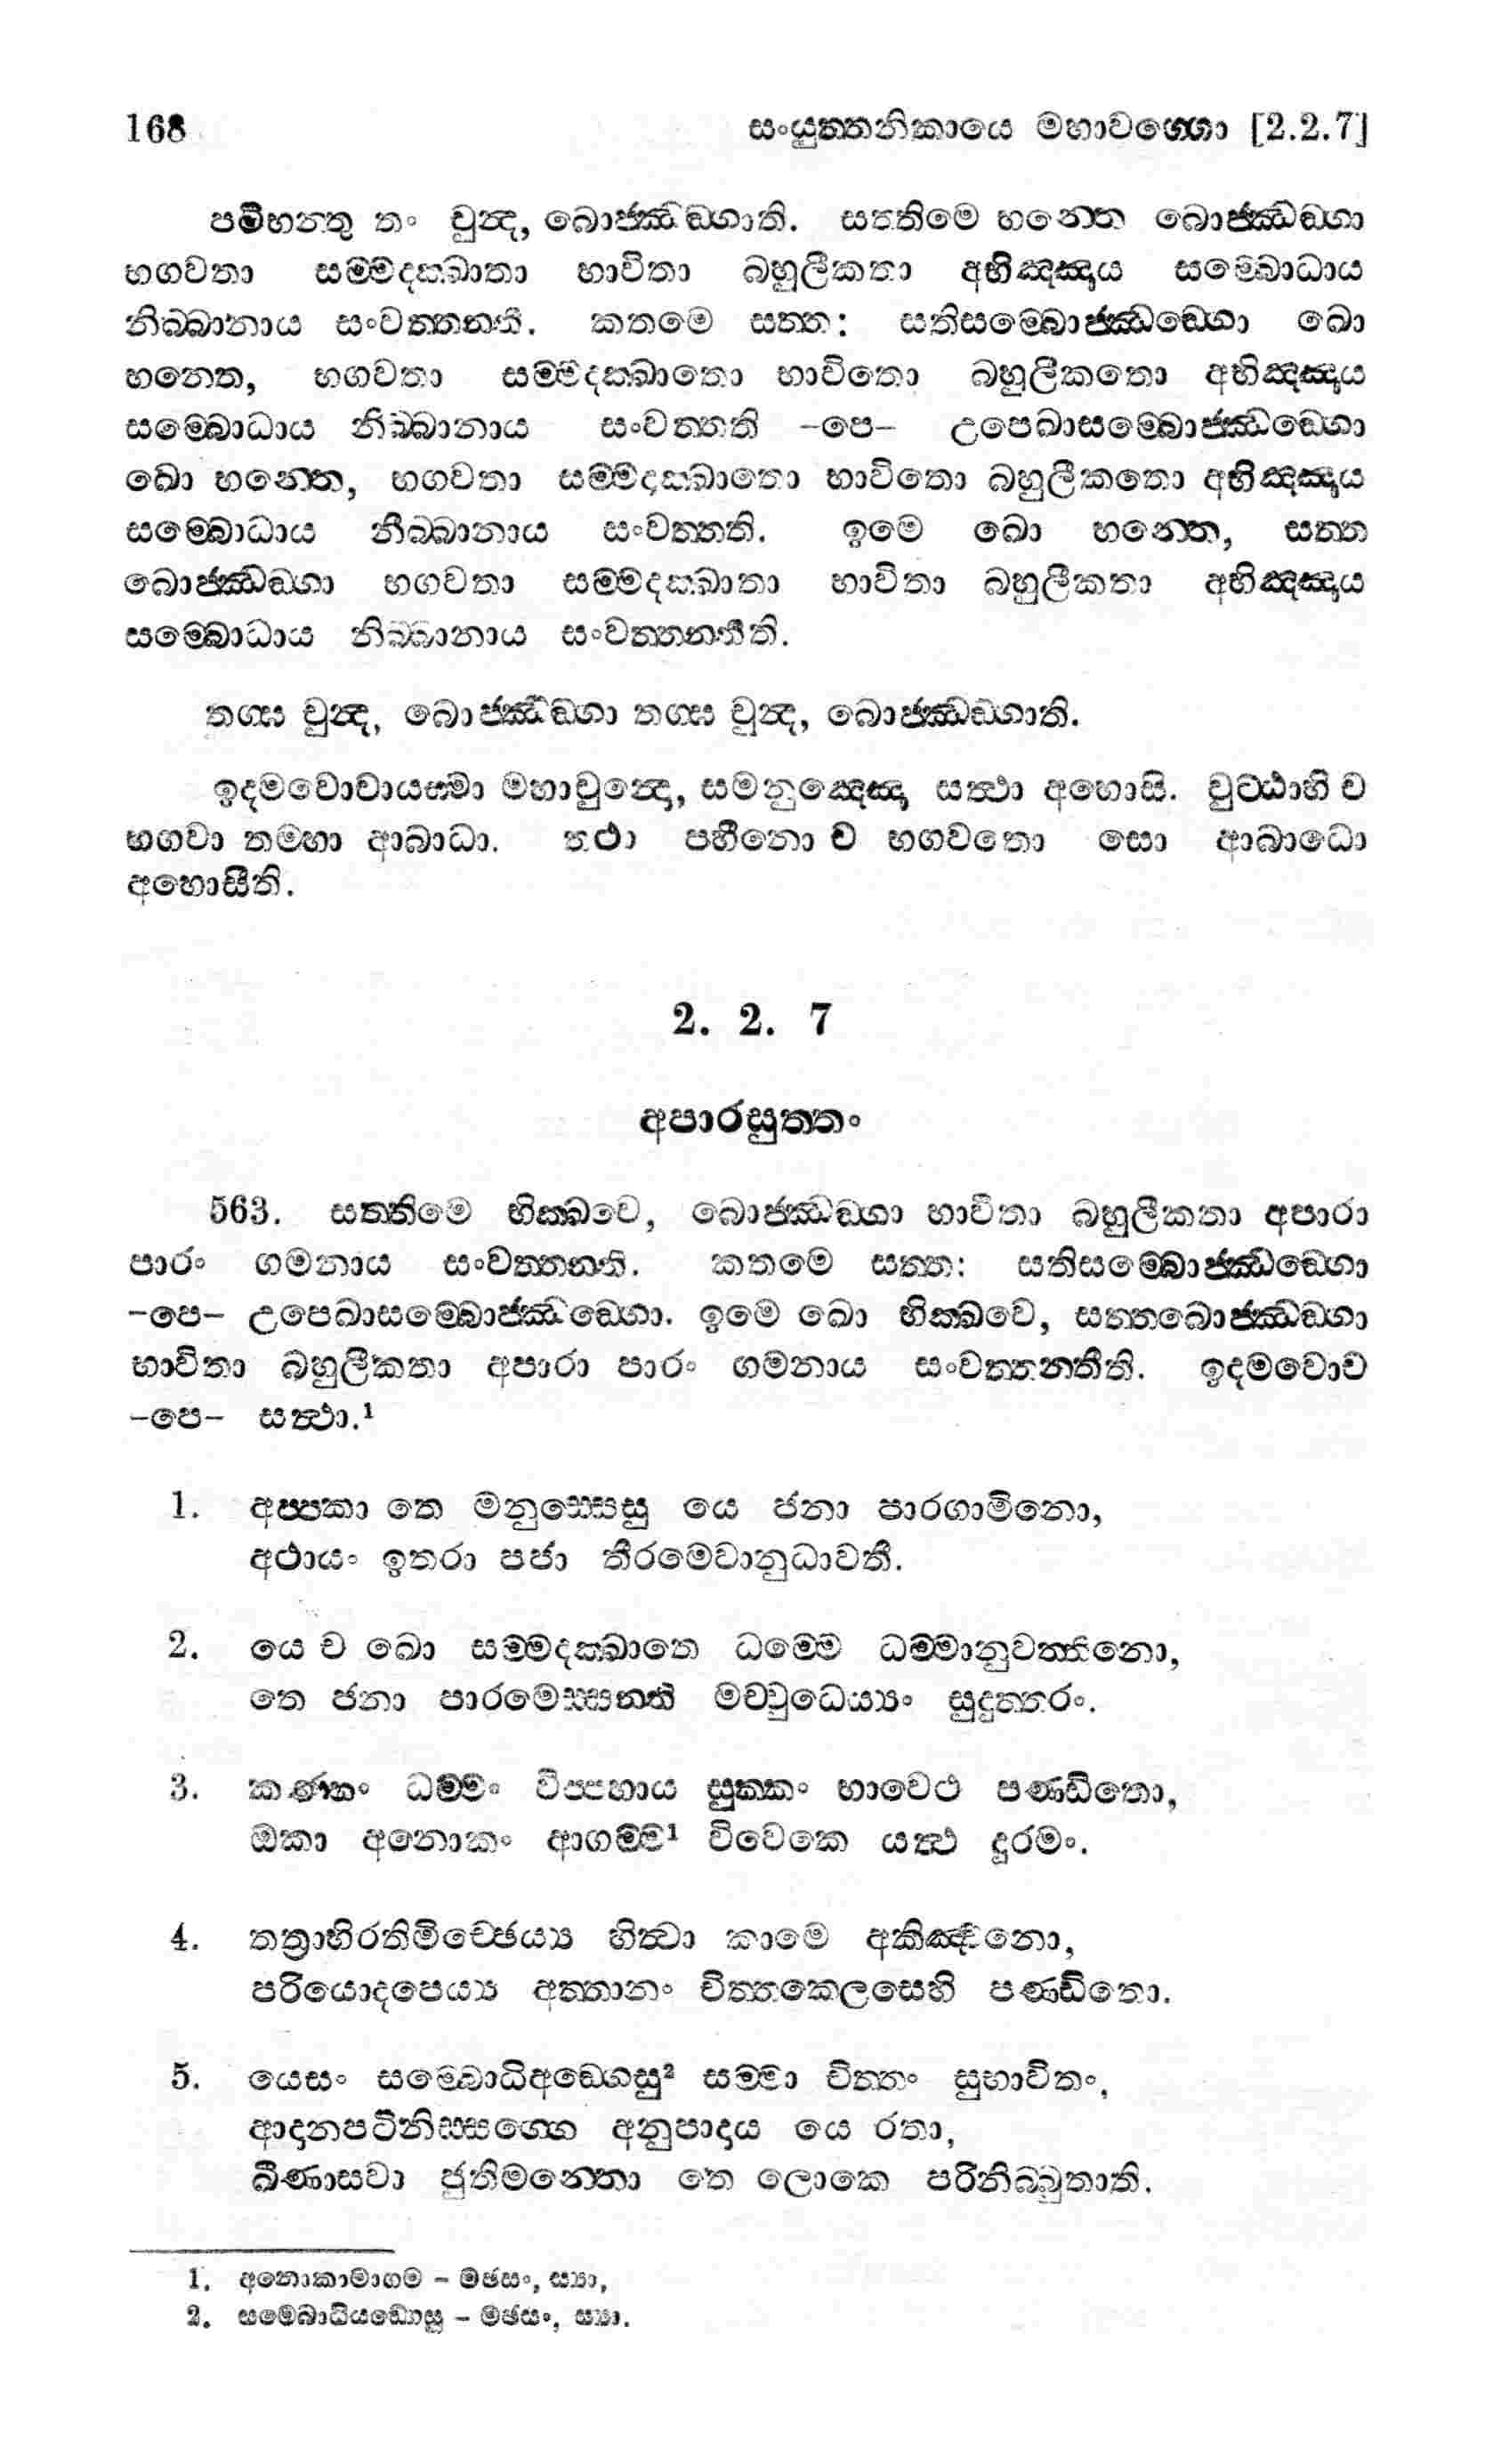 168 සංයුත්තනිකායෙ මහාවග්ගො [2.2.7]
පටිභන්තු තං චුන්ද, බොජ්ඣඞ්ගාති. සත්තිමෙ භන්තෙ බොජ්ඣඞ්ගා
භගවතා සම්මදක්ඛාතා භාවිතා බහුලීකතා අභිඤ්ඤාය සම්බොධාය
නිබ්බානාය සංවත්තන්ති. කතමෙ සත්ත: සතිසම්බොජ්ඣඞ්ගො ඛො
භන්තෙ, භගවතා සම්මදක්ඛාතො භාවිතො බහුලීකතො අභිඤ්ඤාය
සම්බොධාය නිබ්බානාය සංවත්තති –පෙ– උපෙඛාසම්බොජ්ඣඞ්ගො
ඛො භන්තෙ, භගවතා සම්මදාක්ඛාතො භාවිතො බහුලීකතො අභිඤ්ඤාය
සම්බොධාය නිබ්බානාය සංවත්තති. ඉමෙ ඛො භන්තෙ, සත්ත
බොජ්ඣඞ්ගා භගවතා සම්මදක්ඛාතා භාවිතා බහුලීකතා අභිඤ්ඤාය
සම්බොධාය නිබ්බානාය සංවත්තන්තීති.
තග්ඝ චුන්ද, බොජ්ඣඞ්ගා තග්ඝ චුන්ද, බොජ්ඣඞ්ගාති.
ඉදමවොචායස්මා මහාචුන්දො, සමනුඤ්ඤො සත්ථා අහොසි. වුට්ඨාහි ච
භගවා තම්හා ආබාධා. තථා පහීනො ච භගවතො සො ආබාධො
අහොසීති.
2. 2. 7
අපාරසුත්තං
563. සත්තිමෙ භික්ඛවෙ, බොජ්ඣඞ්ගා භාවිතා බහුලීකතා අපාරා
පාරං ගමනාය සංවත්තන්ති. කතමෙ සත්ත: සතිසම්බොජ්ඣඞ්ගො
–පෙ– උපෙඛාසම්බොජ්ඣඞ්ගො. ඉමෙ ඛො භික්ඛවෙ, සත්තබොජ්ඣඞ්ගා
භාවිතා බහුලීකතා අපාරා පාරං ගමනාය සංවත්තන්තීති. ඉදමවොච
–පෙ– සත්ථා.¹
1. අප්පකා තෙ මනුස්සෙසු යෙ ජනා පාරගාමිනො,
අථායං ඉතරා පජා තීරමෙවානුධාවතී.
2. යෙ ච ඛො සම්මදක්ඛාතෙ ධම්මෙ ධම්මානුවත්තිනො,
තෙ ජනා පාරමෙස්සන්ති මච්චුධෙය්‍යං සුදුත්තරං.
3. කණ්හං ධම්මං විප්පහාය සුක්කං භාවෙථ පණ්ඩිතො,
ඔකා අනොකං ආගම්ම¹ විවෙකෙ යත්ථ දූරමං.
4. තත්‍රාභිරතිමිච්ඡෙය්‍ය හිත්වා කාමෙ අකිඤ්චනො,
පරියොදපෙය්‍ය අත්තානං චිත්තකෙලසෙහි පණ්ඩිතො.
5. යෙසං සම්බොධිඅඞ්ගෙසු² සම්මා චිත්තං සුභාවිතං,
ආදානපටිනිස්සග්ගෙ අනුපාදාය යෙ රතා,
ඛීණාසවා ජුතිමන්තො තෙ ලොකෙ පරිනිබ්බුතාති.
1. අනොකාමාගම – මඡසං, ස්‍යා,
2. සම්බොධියඞ්ගෙසු – මඡසං, ස්‍යා.